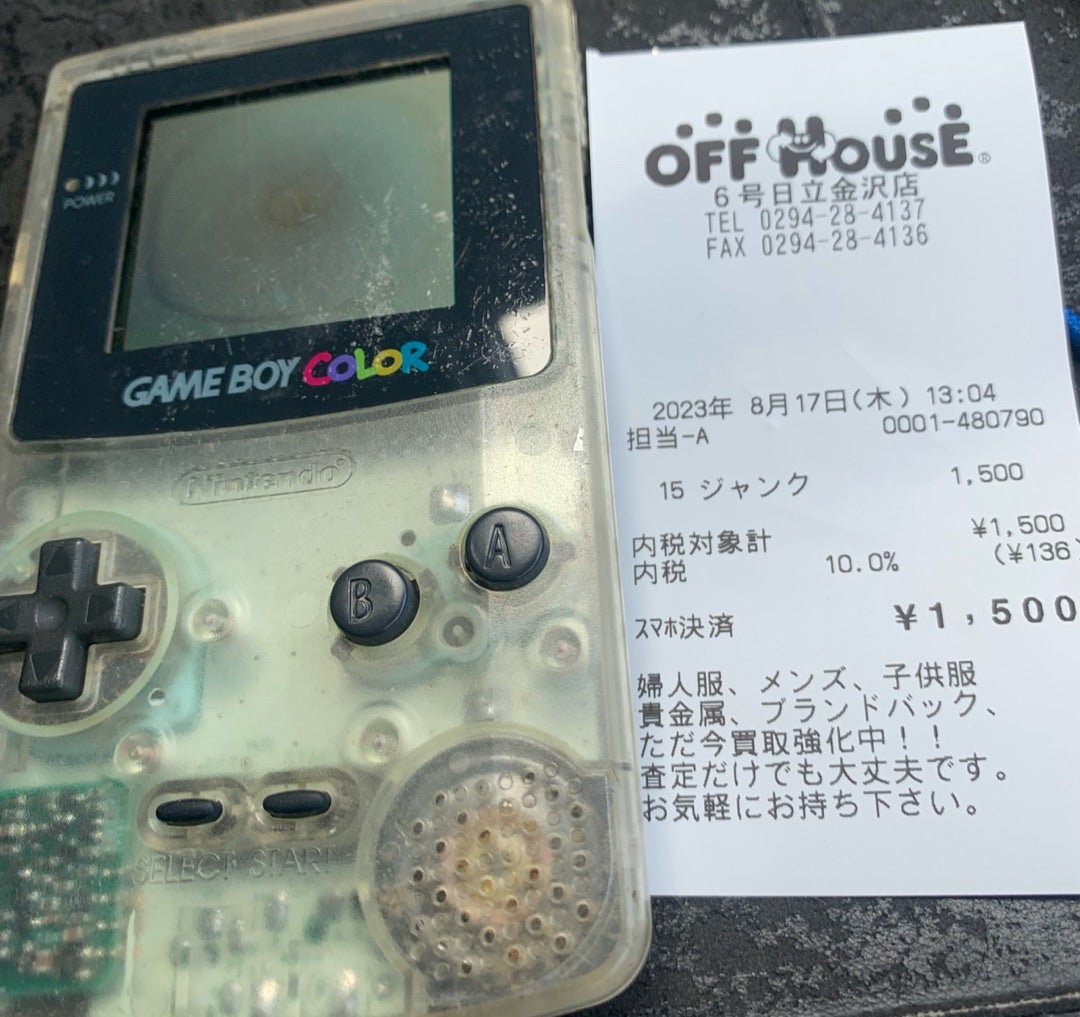 POWER
GAME BOY COLOR
Nintendo®
A
B
SELECT START
OFF HOUSE®
6号日立金沢店
TEL 0294-28-4137
FAX 0294-28-4136
2023年 8月17日(木) 13:04
担当-A 0001-480790
15 ジャンク 1,500
内税対象計 ¥1,500
内税 10.0% (¥136)
スマホ決済 ¥1,500
婦人服、メンズ、子供服
貴金属、ブランドバック、
ただ今買取強化中!!
査定だけでも大丈夫です。
お気軽にお持ち下さい。